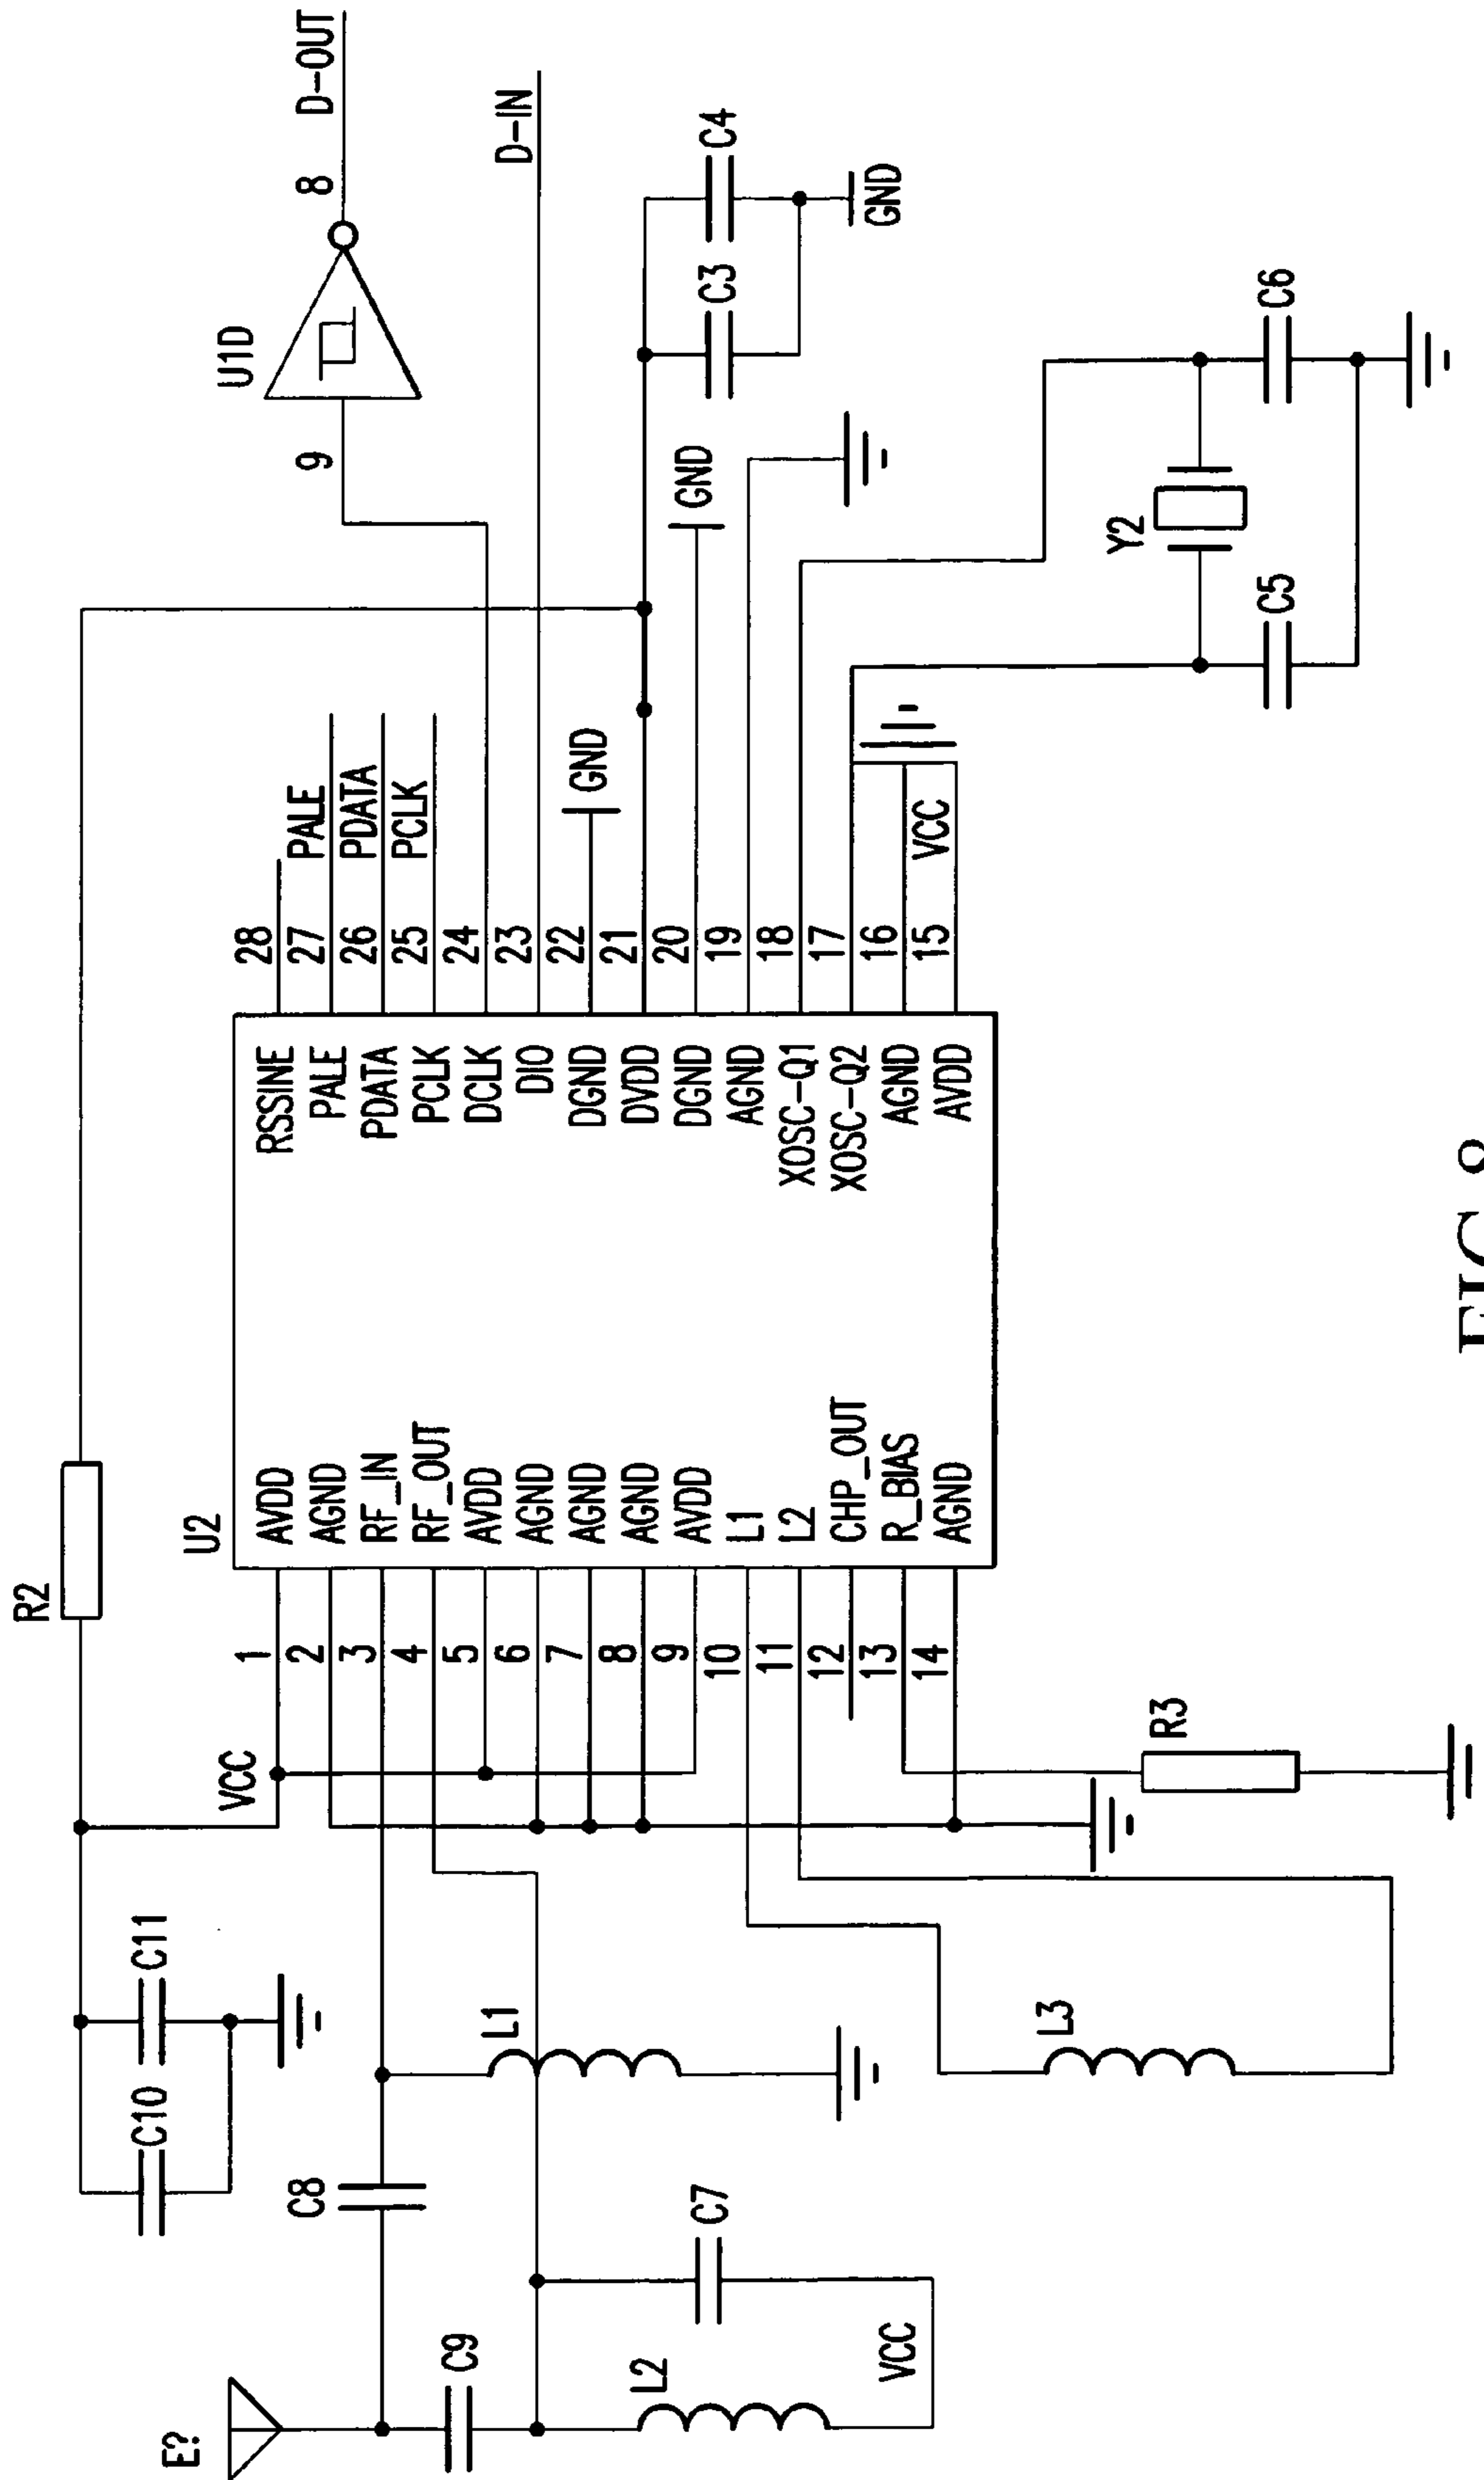 R2
U1D
9
8
D-OUT
D-IN
C10
C11
VCC
U2
E?
C8
C9
L1
L2
C7
VCC
L3
R3
1
2
3
4
5
6
7
8
9
10
11
12
13
14
AVDD
AGND
RF_IN
RF_OUT
AVDD
AGND
AGND
AGND
AVDD
L1
L2
CHP_OUT
R_BIAS
AGND
RSSINE
PALE
PDATA
PCLK
DCLK
DIO
DGND
DVDD
DGND
AGND
XOSC-Q1
XOSC-Q2
AGND
AVDD
28
27
26
25
24
23
22
21
20
19
18
17
16
15
PALE
PDATA
PCLK
GND
GND
VCC
C3
C4
GND
Y2
C5
C6
FIG. 8